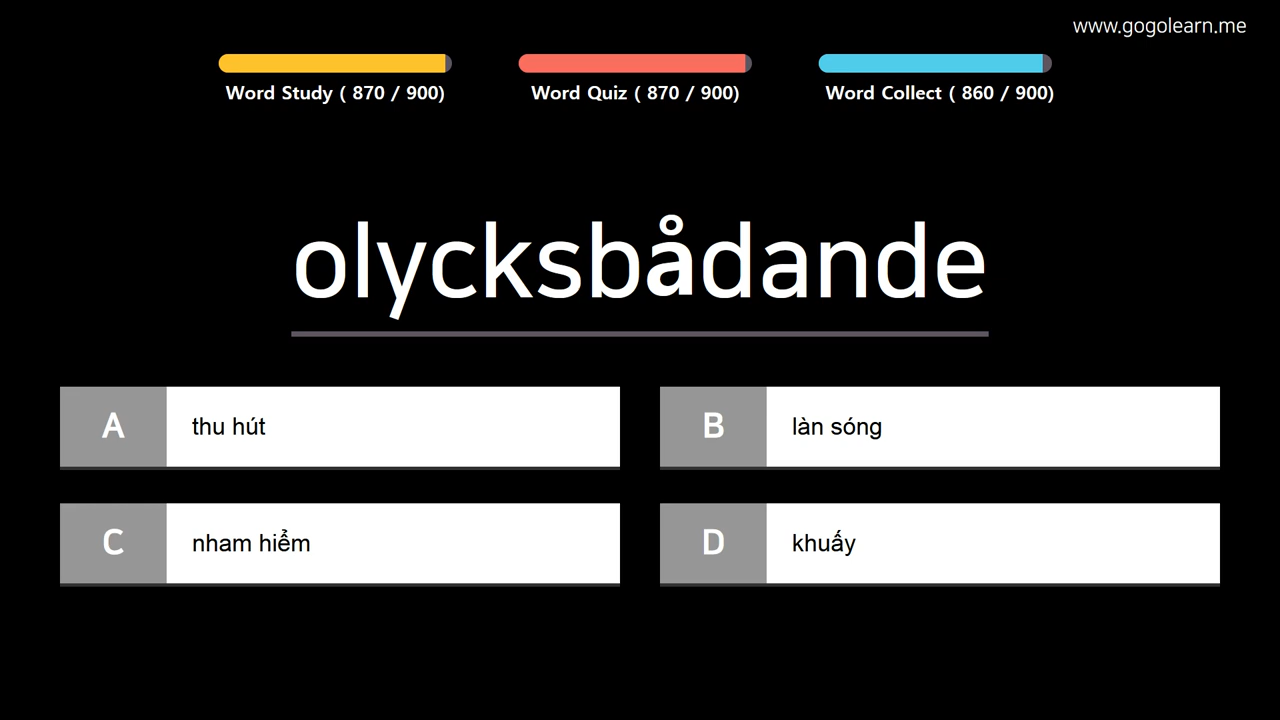 www.gogolearn.me
Word Study ( 870 / 900)
Word Quiz ( 870 / 900)
Word Collect ( 860 / 900)
olycksbådande
A thu hút
B làn sóng
C nham hiểm
D khuấy